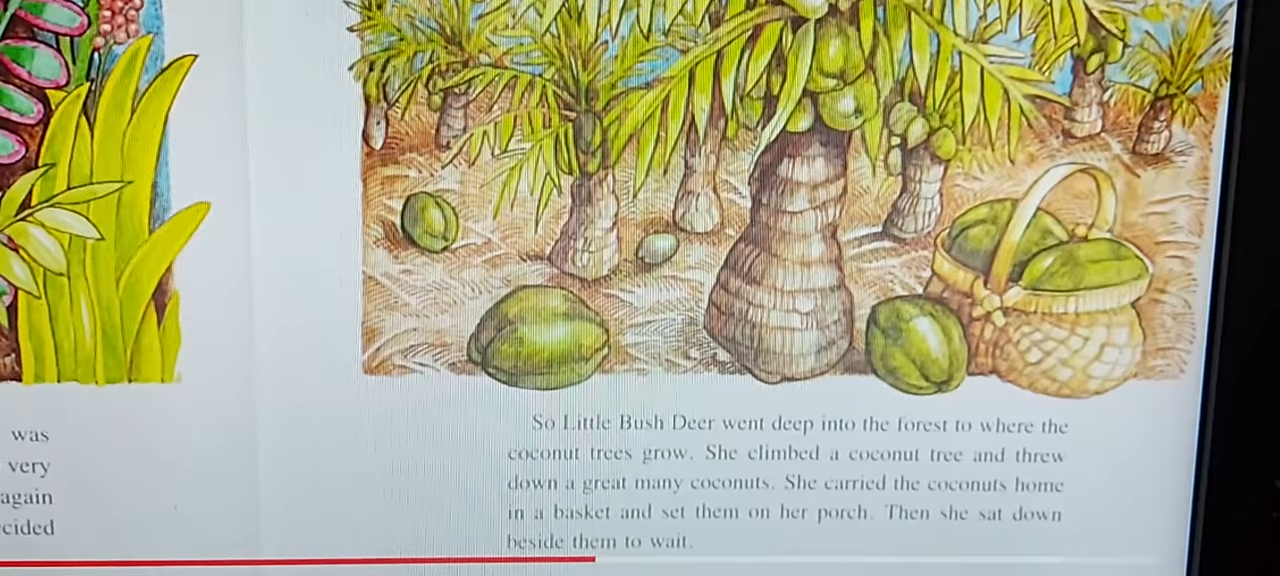 was
very
again
cided
So Little Bush Deer went deep into the forest to where the
coconut trees grow. She climbed a coconut tree and threw
down a great many coconuts. She carried the coconuts home
in a basket and set them on her porch. Then she sat down
beside them to wait.